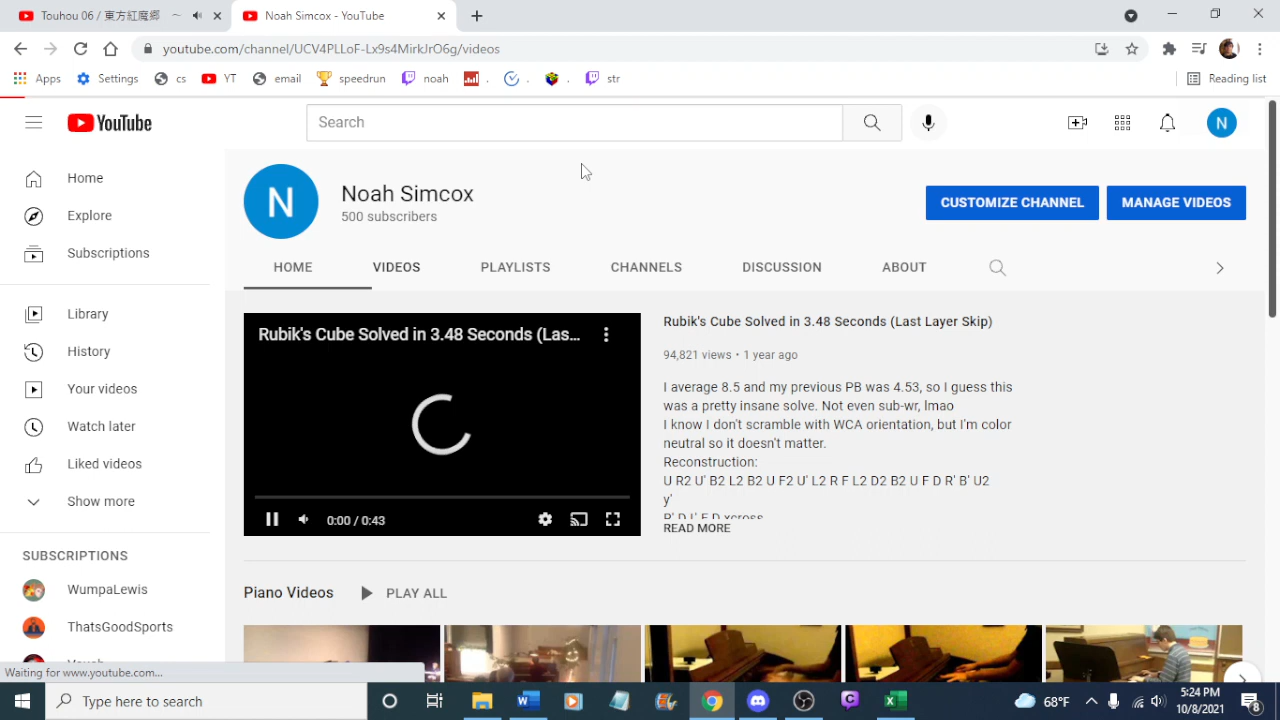 Touhou 06 / 東方紅魔郷 〜
Noah Simcox - YouTube
youtube.com/channel/UCV4PLLoF-Lx9s4MirkJrO6g/videos
Apps Settings cs YT email speedrun noah . . . str Reading list
YouTube
Search
N
Home
Explore
Subscriptions
Library
History
Your videos
Watch later
Liked videos
Show more
SUBSCRIPTIONS
WumpaLewis
ThatsGoodSports
Waiting for www.youtube.com...
N
Noah Simcox
500 subscribers
CUSTOMIZE CHANNEL
MANAGE VIDEOS
HOME VIDEOS PLAYLISTS CHANNELS DISCUSSION ABOUT
Rubik's Cube Solved in 3.48 Seconds (Las...
0:00 / 0:43
Rubik's Cube Solved in 3.48 Seconds (Last Layer Skip)
94,821 views • 1 year ago
I average 8.5 and my previous PB was 4.53, so I guess this
was a pretty insane solve. Not even sub-wr, lmao
I know I don't scramble with WCA orientation, but I'm color
neutral so it doesn't matter.
Reconstruction:
U R2 U' B2 L2 B2 U F2 U' L2 R F L2 D2 B2 U F D R' B' U2
y'
READ MORE
Piano Videos PLAY ALL
Type here to search
68°F
5:24 PM
10/8/2021
8